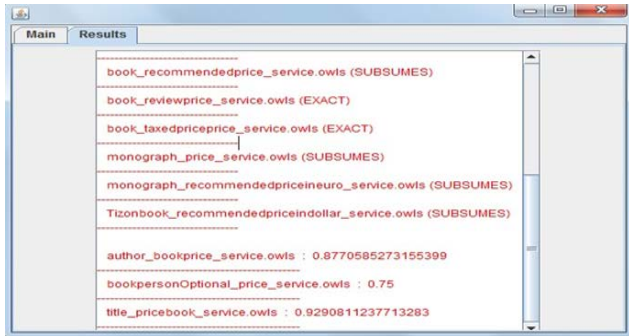 Main
Results
book_recommendedprice_service.owls (SUBSUMES)
book_reviewprice_service.owls (EXACT)
book_taxedpriceprice_service.owls (EXACT)
monograph_price_service.owls (SUBSUMES)
monograph_recommendedpriceineuro_service.owls (SUBSUMES)
Tizonbook_recommendedpriceindollar_service.owls (SUBSUMES)
author_bookprice_service.owls : 0.8770585273155399
bookpersonOptional_price_service.owls : 0.75
title_pricebook_service.owls : 0.9290811237713283